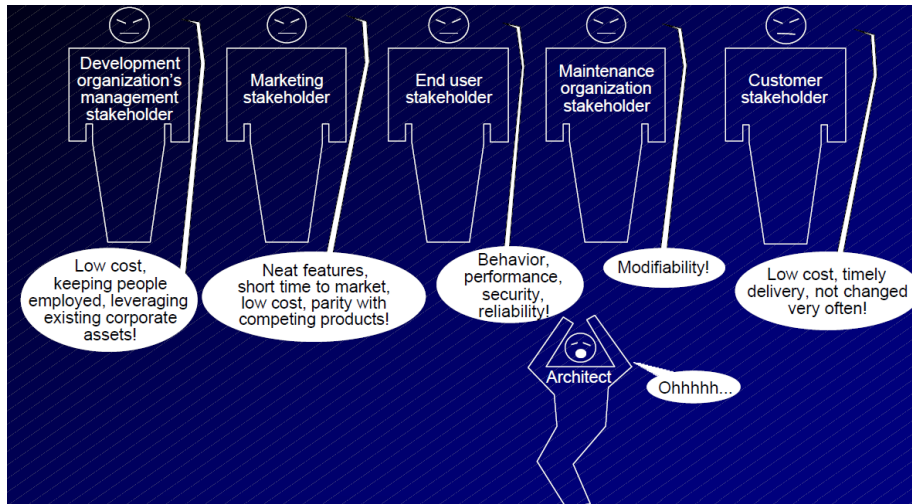 Development
organization's
management
stakeholder
Marketing
stakeholder
End user
stakeholder
Maintenance
organization
stakeholder
Customer
stakeholder
Low cost,
keeping people
employed, leveraging
existing corporate
assets!
Neat features,
short time to market,
low cost, parity with
competing products!
Behavior,
performance,
security,
reliability!
Modifiability!
Low cost, timely
delivery, not changed
very often!
Architect
Ohhhhh...